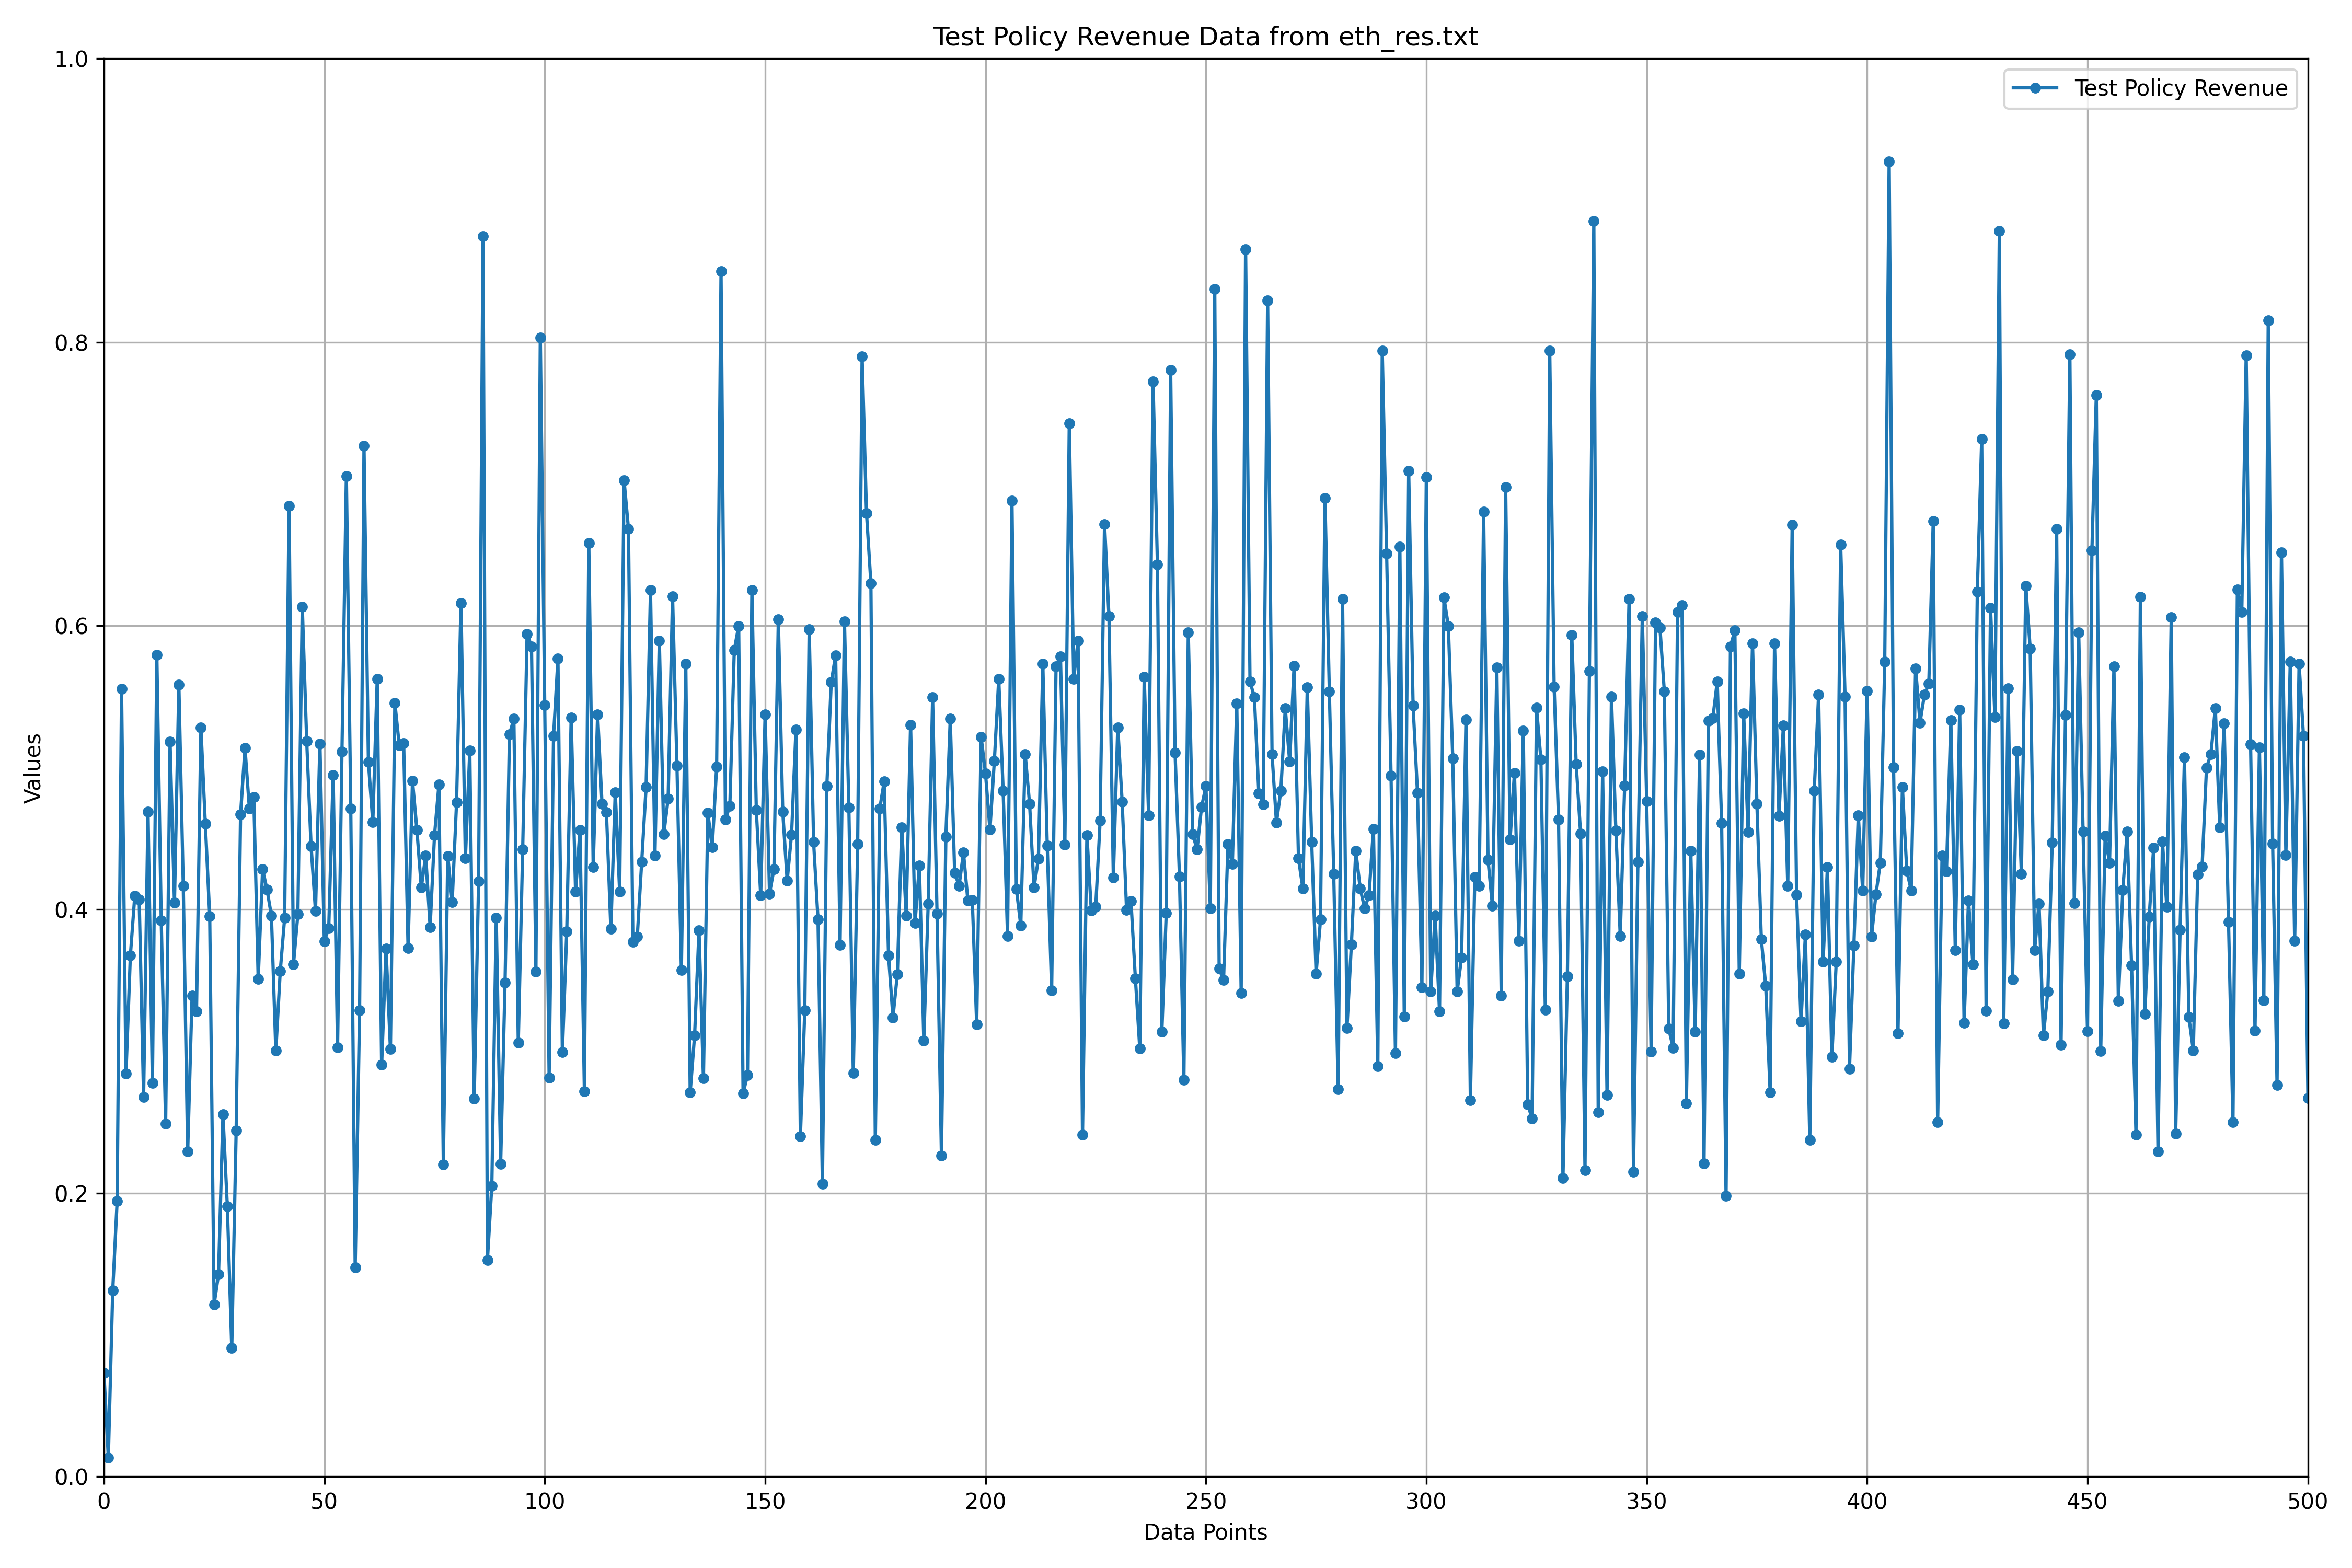 Test Policy Revenue Data from eth_res.txt
Test Policy Revenue
Values
1.0
0.8
0.6
0.4
0.2
0.0
0 50 100 150 200 250 300 350 400 450 500
Data Points